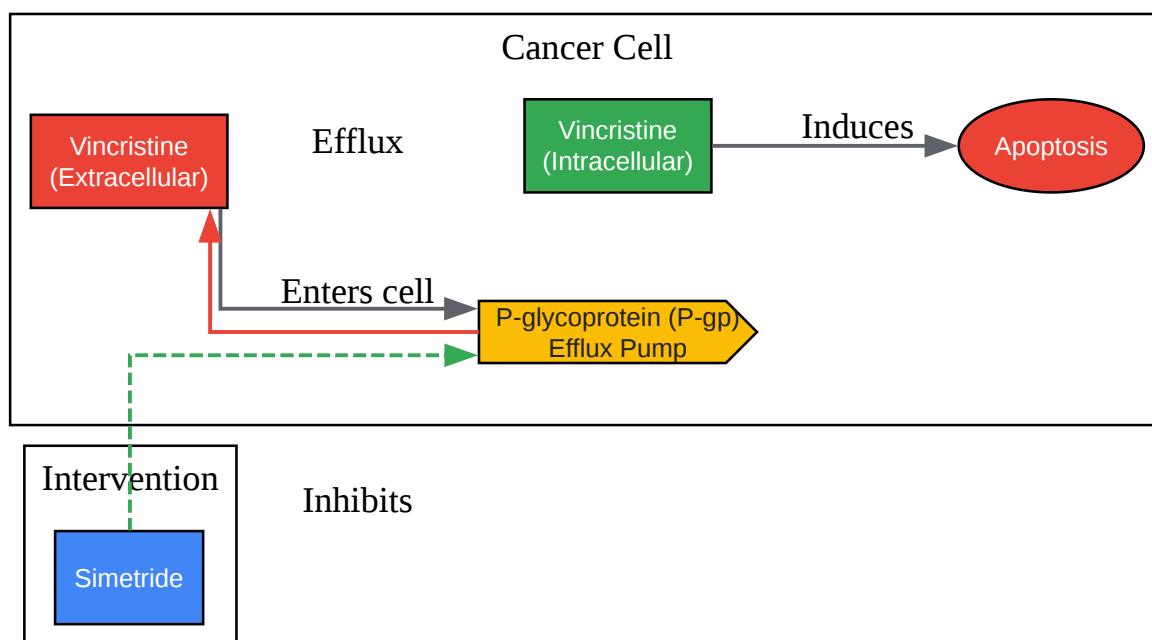 Cancer Cell
Vincristine
(Extracellular)
Efflux
Vincristine
(Intracellular)
Induces
Apoptosis
Enters cell
P-glycoprotein (P-gp)
Efflux Pump
Intervention
Inhibits
Simetride